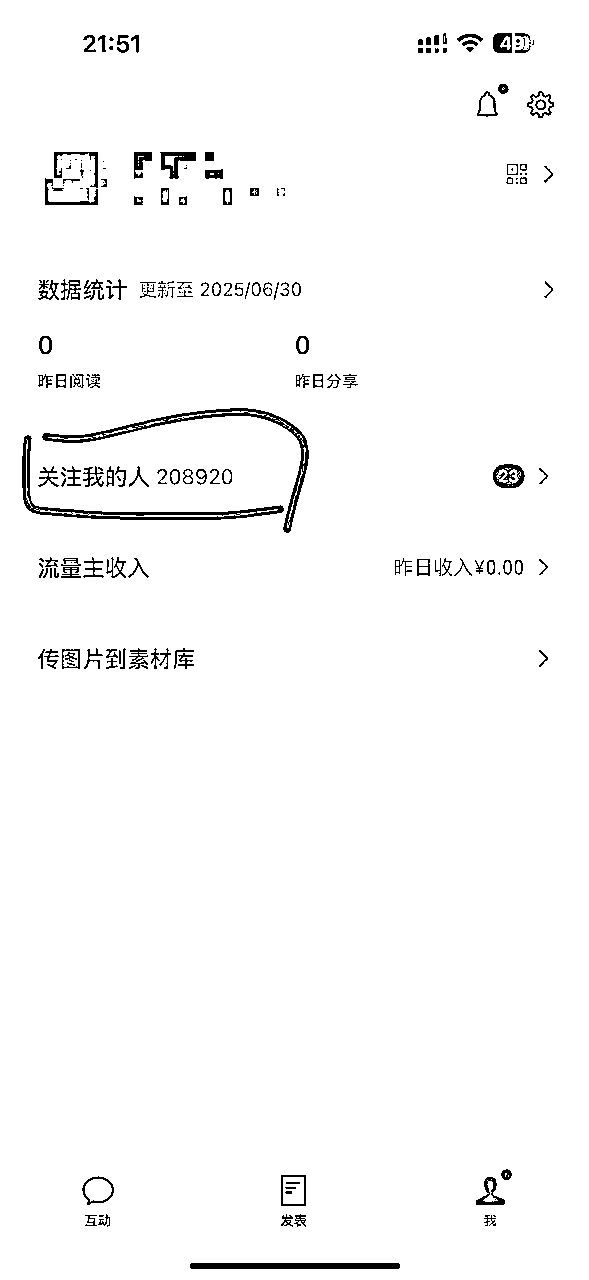 21:51
数据统计 更新至 2025/06/30
0 0
昨日阅读 昨日分享
关注我的人 208920 23
流量主收入 昨日收入¥0.00
传图片到素材库
互动 发表 我